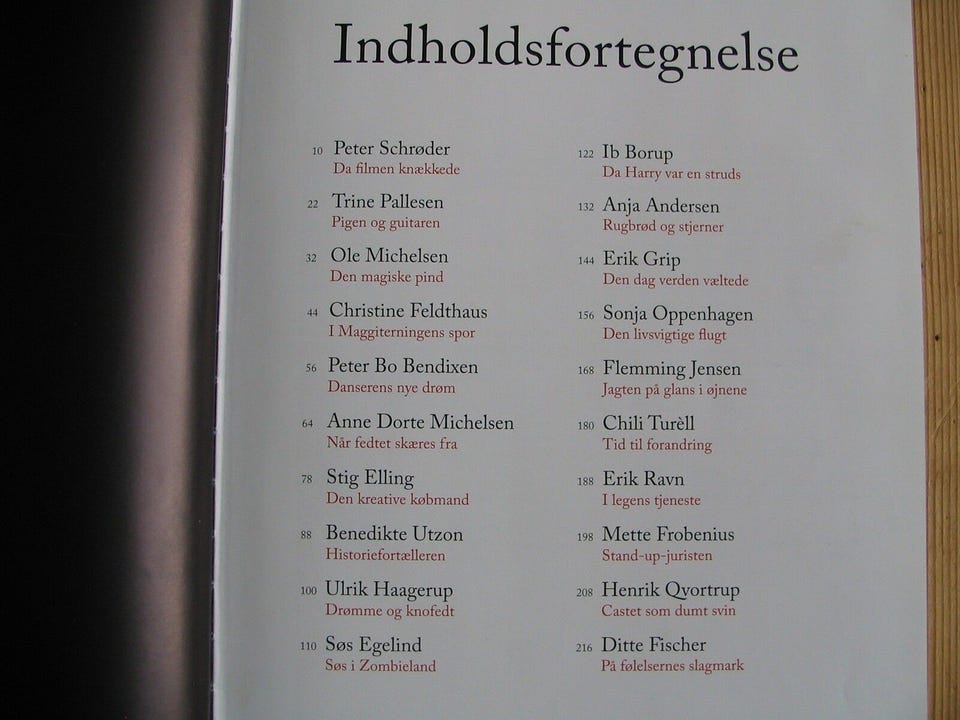 Indholdsfortegnelse
10 Peter Schrøder
Da filmen knækkede
22 Trine Pallesen
Pigen og guitaren
32 Ole Michelsen
Den magiske pind
44 Christine Feldthaus
I Maggiterningens spor
56 Peter Bo Bendixen
Danserens nye drøm
64 Anne Dorte Michelsen
Når fedtet skæres fra
78 Stig Elling
Den kreative købmand
88 Benedikte Utzon
Historiefortælleren
100 Ulrik Haagerup
Drømme og knofedt
110 Søs Egelind
Søs i Zombieland
122 Ib Borup
Da Harry var en struds
132 Anja Andersen
Rugbrød og stjerner
144 Erik Grip
Den dag verden væltede
156 Sonja Oppenhagen
Den livsvigtige flugt
168 Flemming Jensen
Jagten på glans i øjnene
180 Chili Turèll
Tid til forandring
188 Erik Ravn
I legens tjeneste
198 Mette Frobenius
Stand-up-juristen
208 Henrik Qvortrup
Castet som dumt svin
216 Ditte Fischer
På følelsernes slagmark